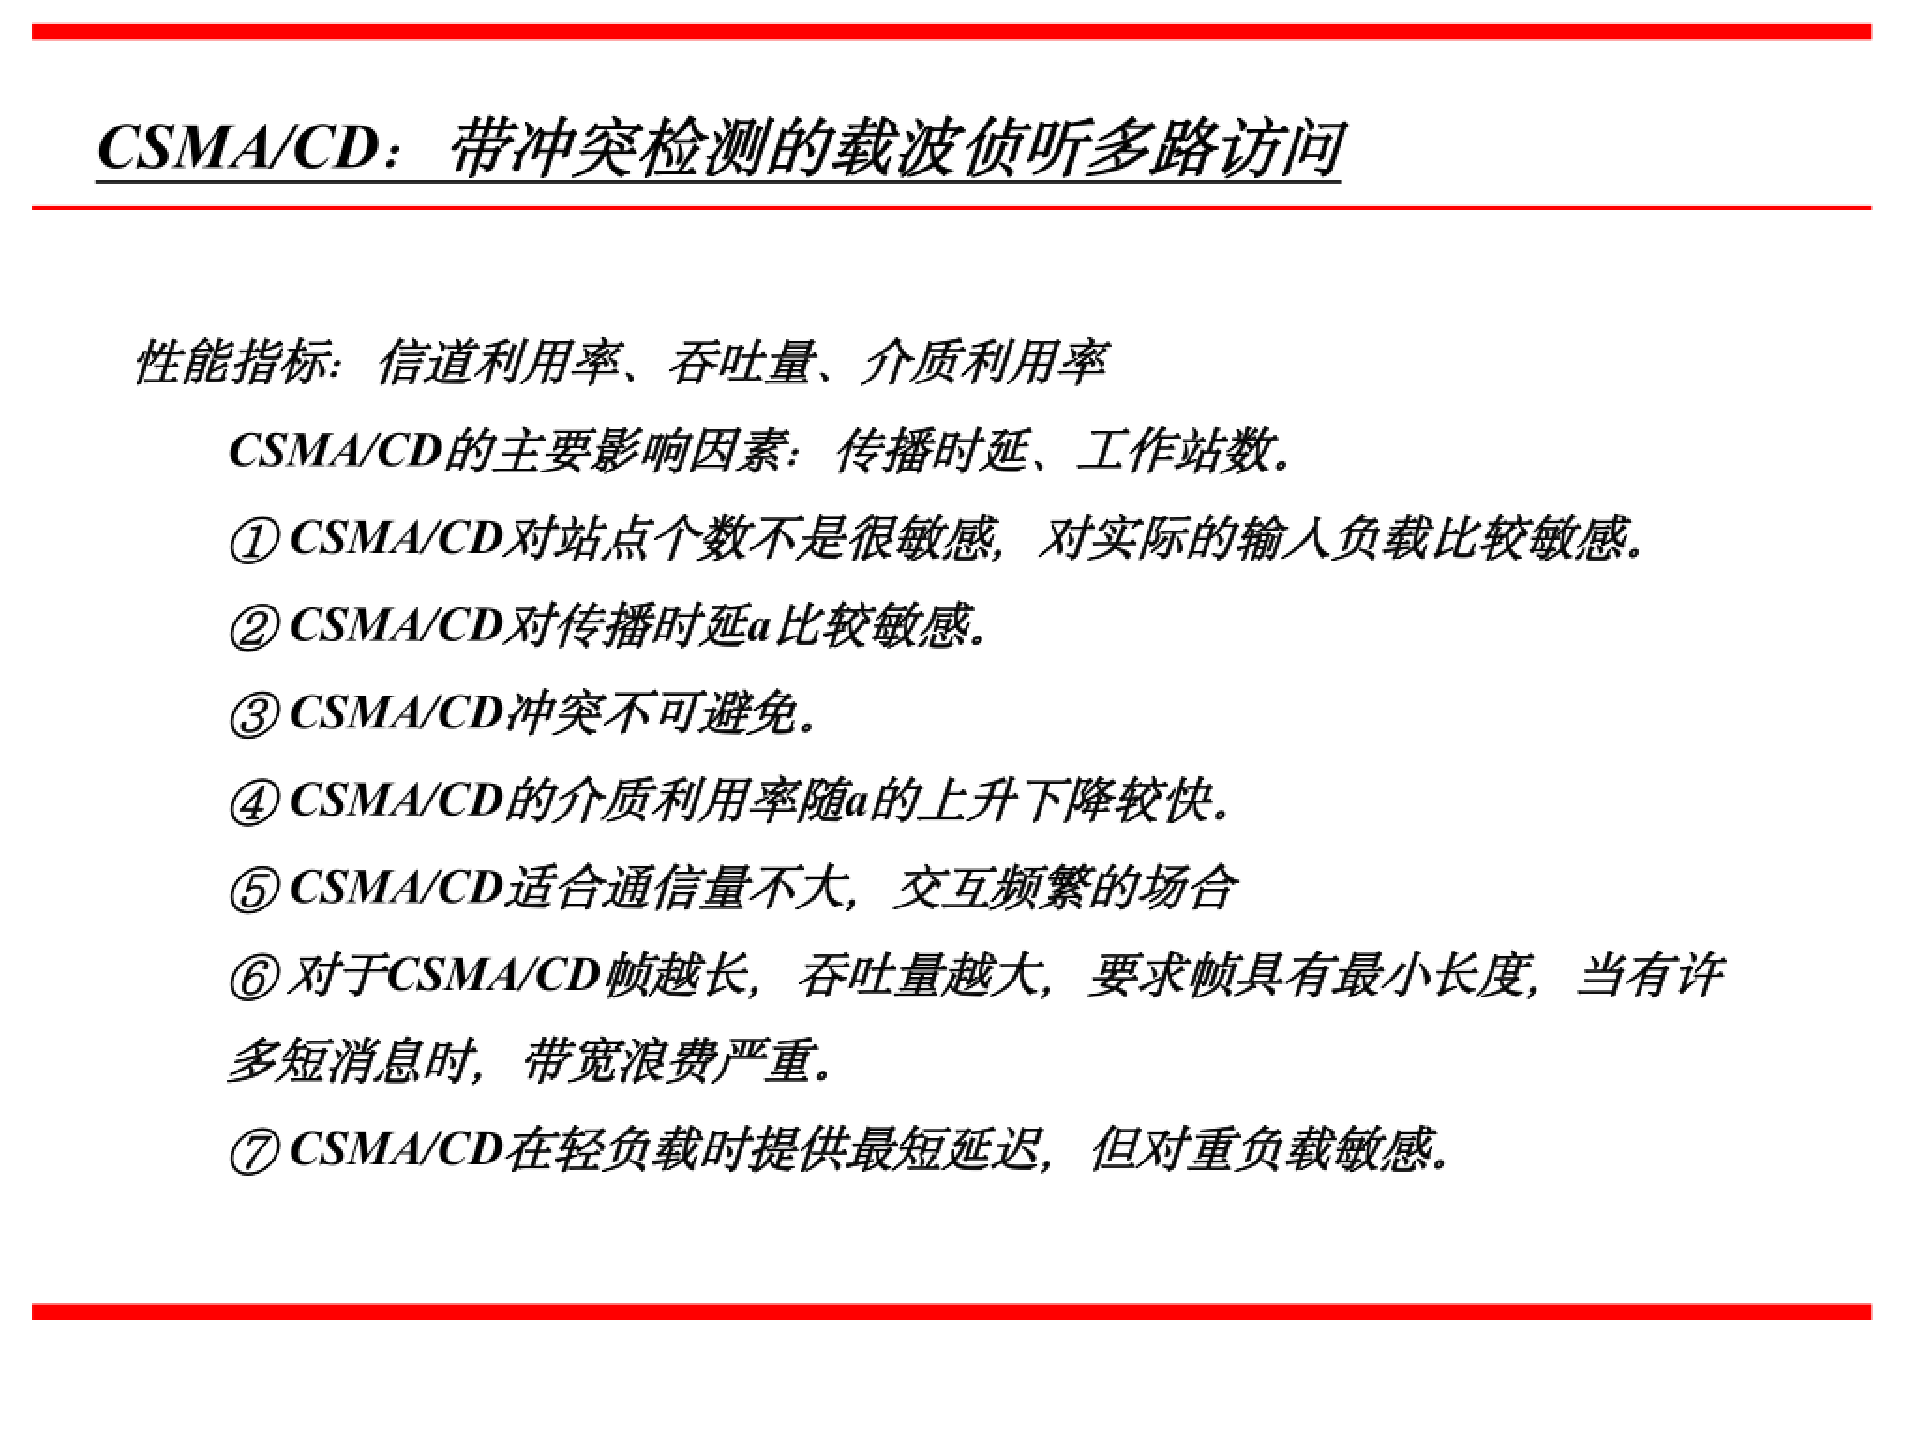 CSMA/CD：带冲突检测的载波侦听多路访问
性能指标：信道利用率、吞吐量、介质利用率
CSMA/CD的主要影响因素：传播时延、工作站数。
① CSMA/CD对站点个数不是很敏感，对实际的输人负载比较敏感。
② CSMA/CD对传播时延a比较敏感。
③ CSMA/CD冲突不可避免。
④ CSMA/CD的介质利用率随a的上升下降较快。
⑤ CSMA/CD适合通信量不大，交互频繁的场合
⑥ 对于CSMA/CD帧越长，吞吐量越大，要求帧具有最小长度，当有许
多短消息时，带宽浪费严重。
⑦ CSMA/CD在轻负载时提供最短延迟，但对重负载敏感。